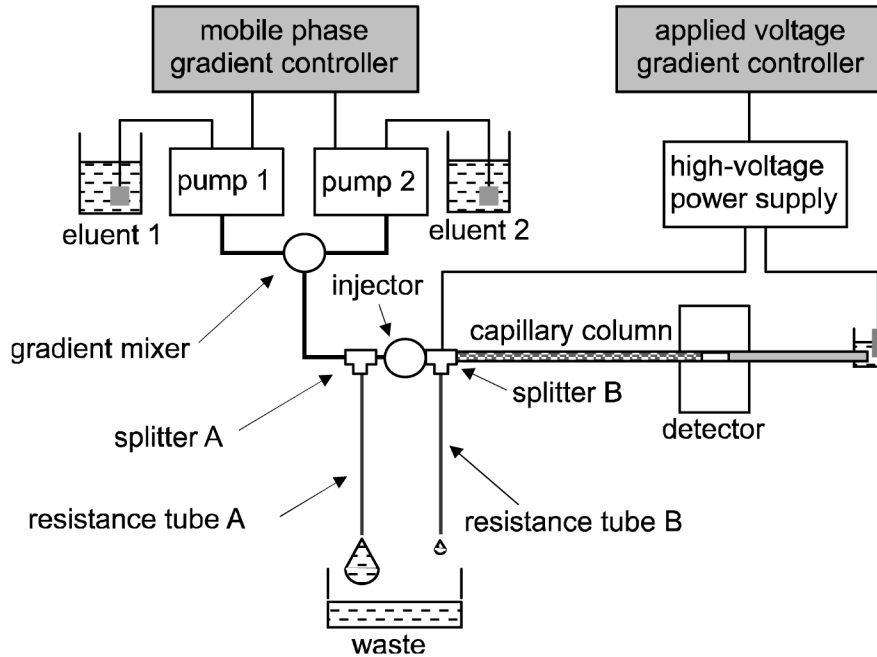 mobile phase
gradient controller
applied voltage
gradient controller
pump 1
pump 2
high-voltage
power supply
eluent 1
eluent 2
injector
capillary column
gradient mixer
splitter B
splitter A
detector
resistance tube A
resistance tube B
waste